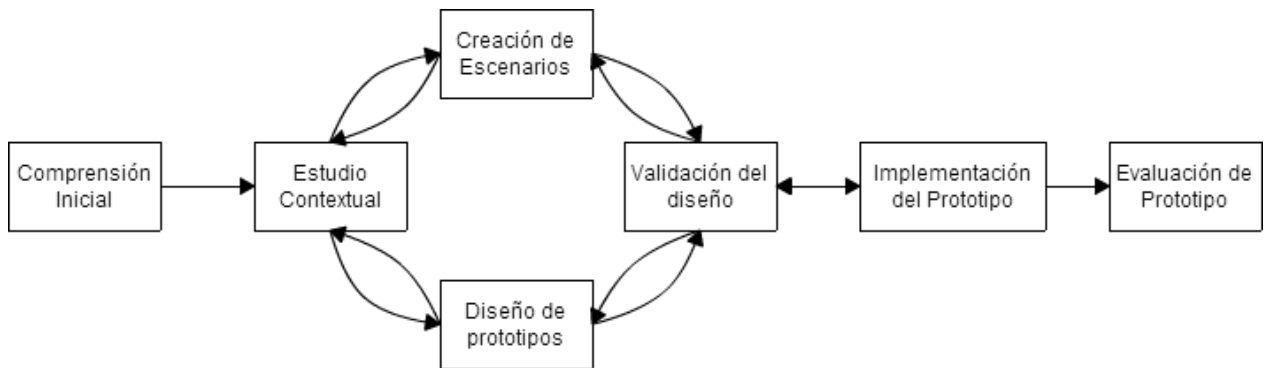 Creación de
Escenarios
Comprensión
Inicial
Estudio
Contextual
Validación del
diseño
Implementación
del Prototipo
Evaluación de
Prototipo
Diseño de
prototipos